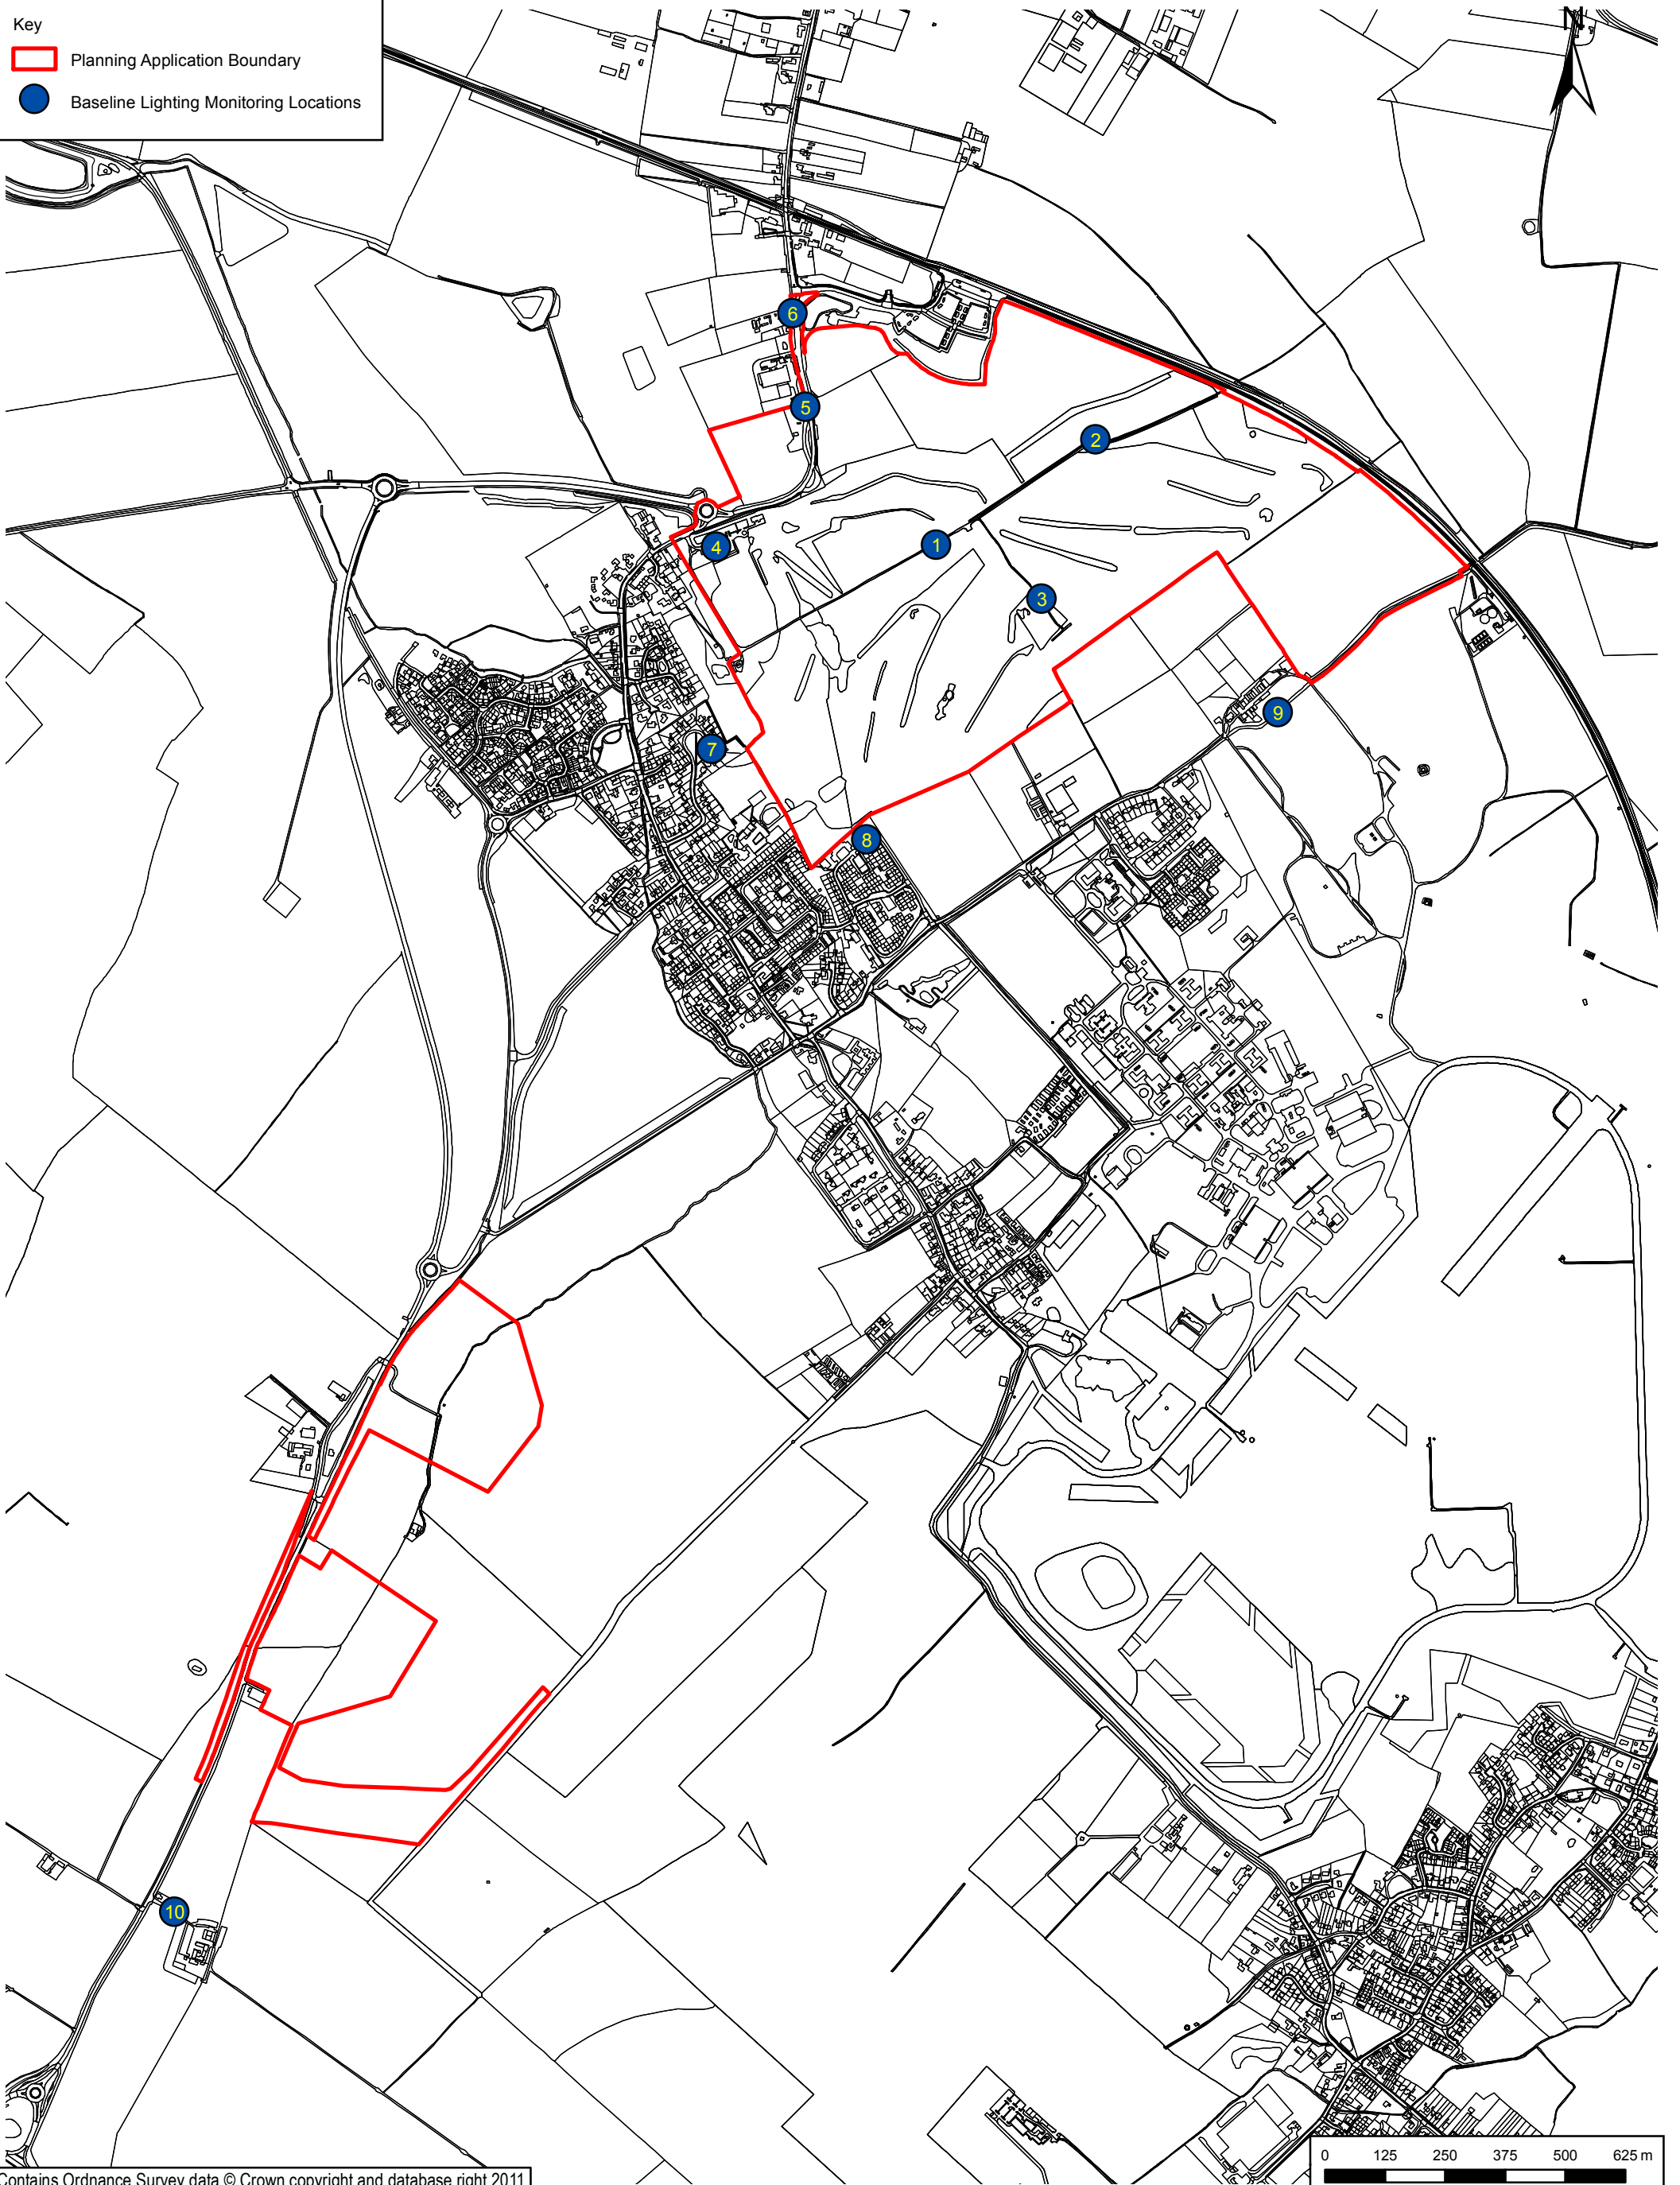 Key
Planning Application Boundary
Baseline Lighting Monitoring Locations
N
6
5
2
4
1
3
9
7
8
10
0 125 250 375 500 625 m
Contains Ordnance Survey data © Crown copyright and database right 2011